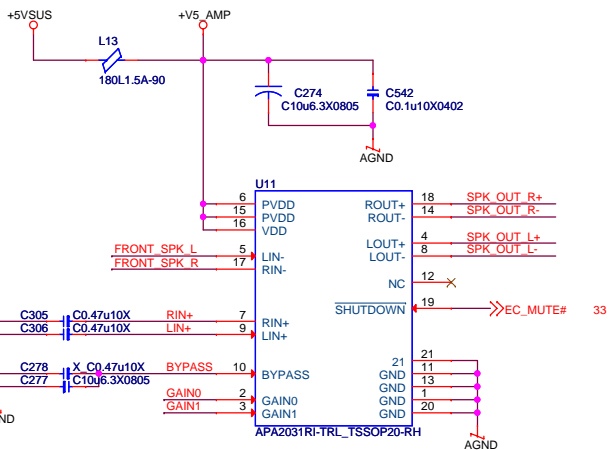 +5VSUS
+V5_AMP
L13
180L1.5A-90
C274
C10u6.3X0805
C542
C0.1u10X0402
AGND
U11
6 PVDD ROUT+ 18 SPK_OUT_R+
15 PVDD ROUT- 14 SPK_OUT_R-
16 VDD
LOUT+ 4 SPK_OUT_L+
FRONT_SPK_L 5 LIN- LOUT- 8 SPK_OUT_L-
FRONT_SPK_R 17 RIN-
NC 12
SHUTDOWN 19 EC_MUTE# 33
C305 C0.47u10X RIN+ 7 RIN+
C306 C0.47u10X LIN+ 9 LIN+
21 21
C278 X_C0.47u10X BYPASS 10 BYPASS GND 11
C277 C10u6.3X0805 GND 13
GAIN0 2 GAIN0 GND 1
GAIN1 3 GAIN1 GND 20
ND
APA2031RI-TRL_TSSOP20-RH
AGND